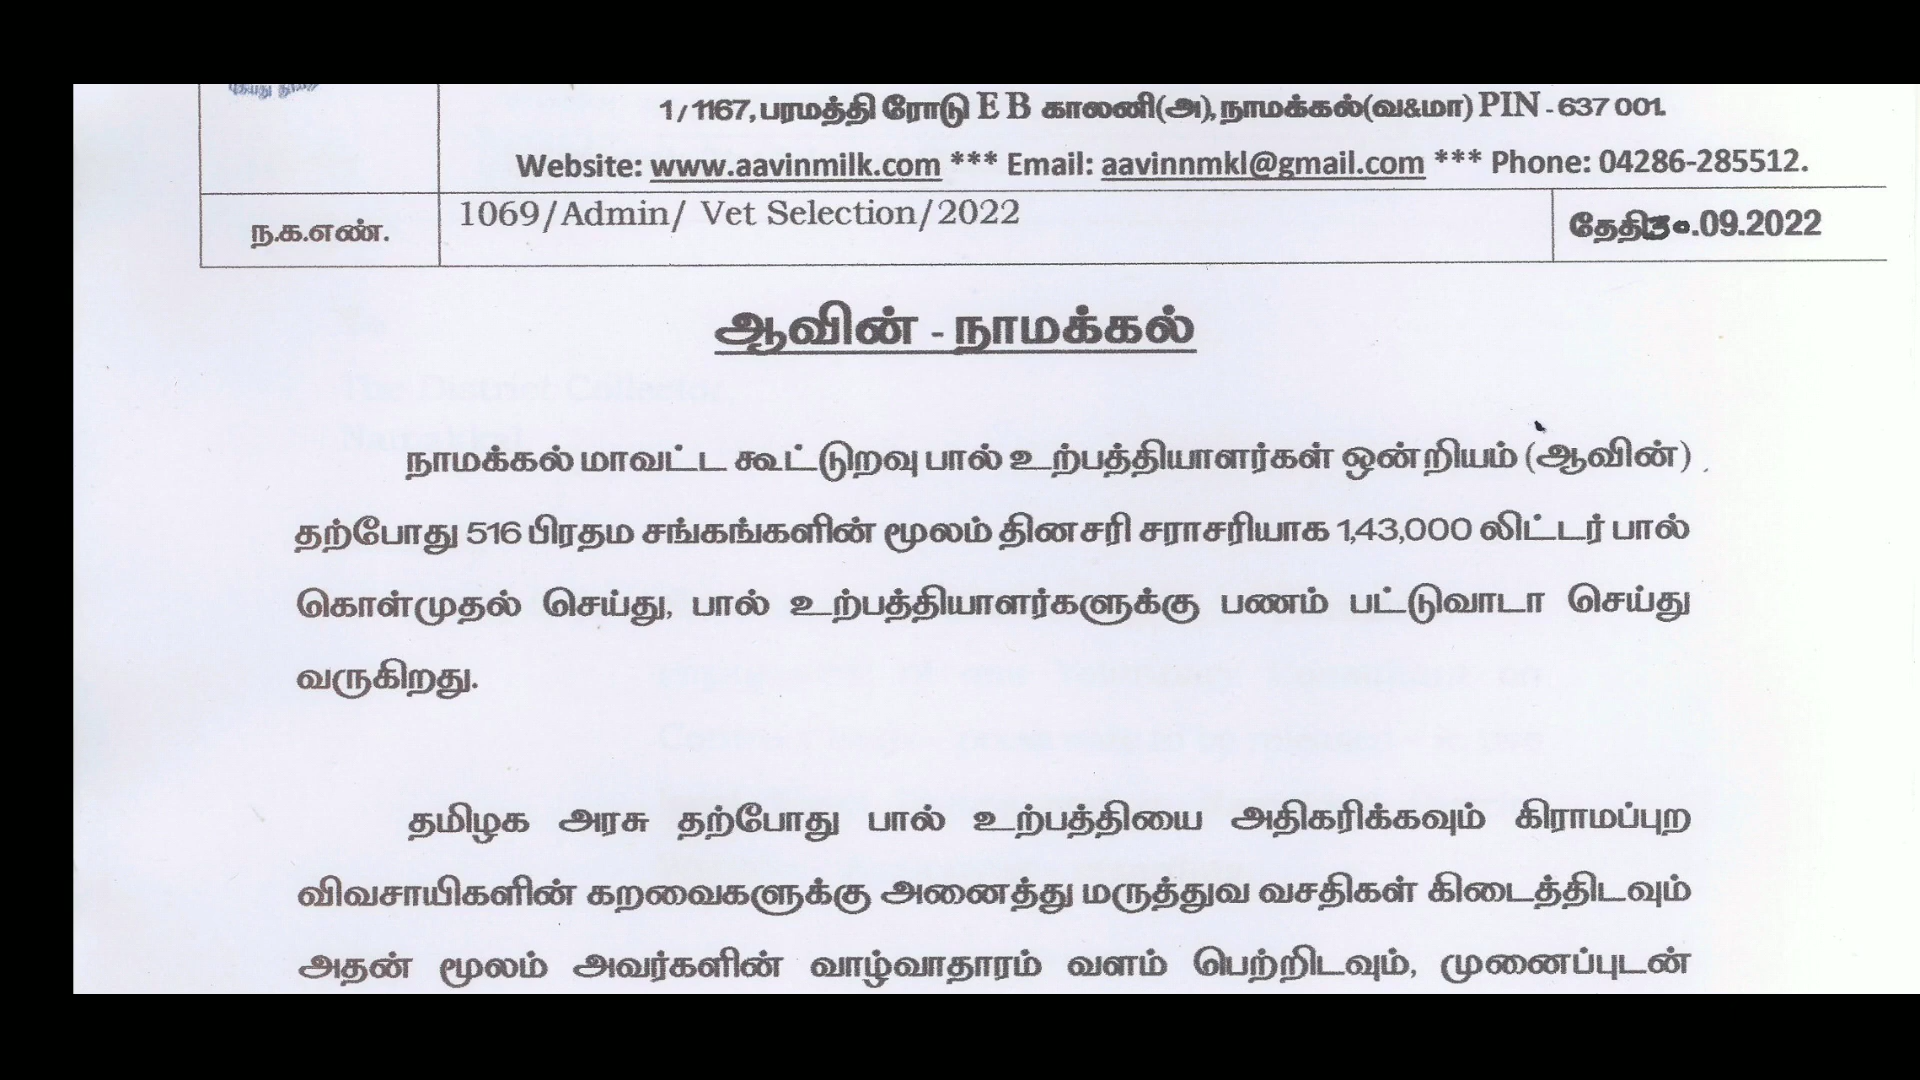 1/1167, பரமத்தி ரோடு E B காலனி(அ), நாமக்கல்(வ&மா) PIN - 637 001.
Website: www.aavinmilk.com *** Email: aavinnmkl@gmail.com *** Phone: 04286-285512.
ந.க.எண். 1069/Admin/ Vet Selection/2022 தேதி30.09.2022
ஆவின் - நாமக்கல்
நாமக்கல் மாவட்ட கூட்டுறவு பால் உற்பத்தியாளர்கள் ஒன்றியம் (ஆவின்)
தற்போது 516 பிரதம சங்கங்களின் மூலம் தினசரி சராசரியாக 1,43,000 லிட்டர் பால்
கொள்முதல் செய்து, பால் உற்பத்தியாளர்களுக்கு பணம் பட்டுவாடா செய்து
வருகிறது.
தமிழக அரசு தற்போது பால் உற்பத்தியை அதிகரிக்கவும் கிராமப்புற
விவசாயிகளின் கறவைகளுக்கு அனைத்து மருத்துவ வசதிகள் கிடைத்திடவும்
அதன் மூலம் அவர்களின் வாழ்வாதாரம் வளம் பெற்றிடவும், முனைப்புடன்